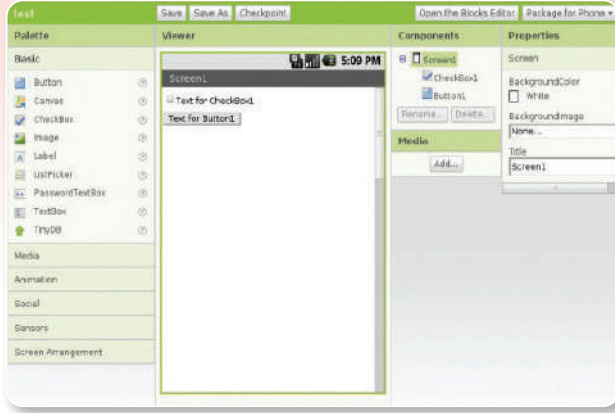 test
Save
Save As
Checkpoint
Open the Blocks Editor
Package for Phone
Palette
Viewer
Components
Properties
Basic
Button
Canvas
CheckBox
Image
Label
ListPicker
PasswordTextBox
TextBox
TinyDB
Media
Animation
Social
Sensors
Screen Arrangement
5:09 PM
Screen1
Text for CheckBox1
Text for Button1
Screen1
CheckBox1
Button1
Rename...
Delete...
Media
Add...
Screen
BackgroundColor
White
BackgroundImage
None...
Title
Screen1